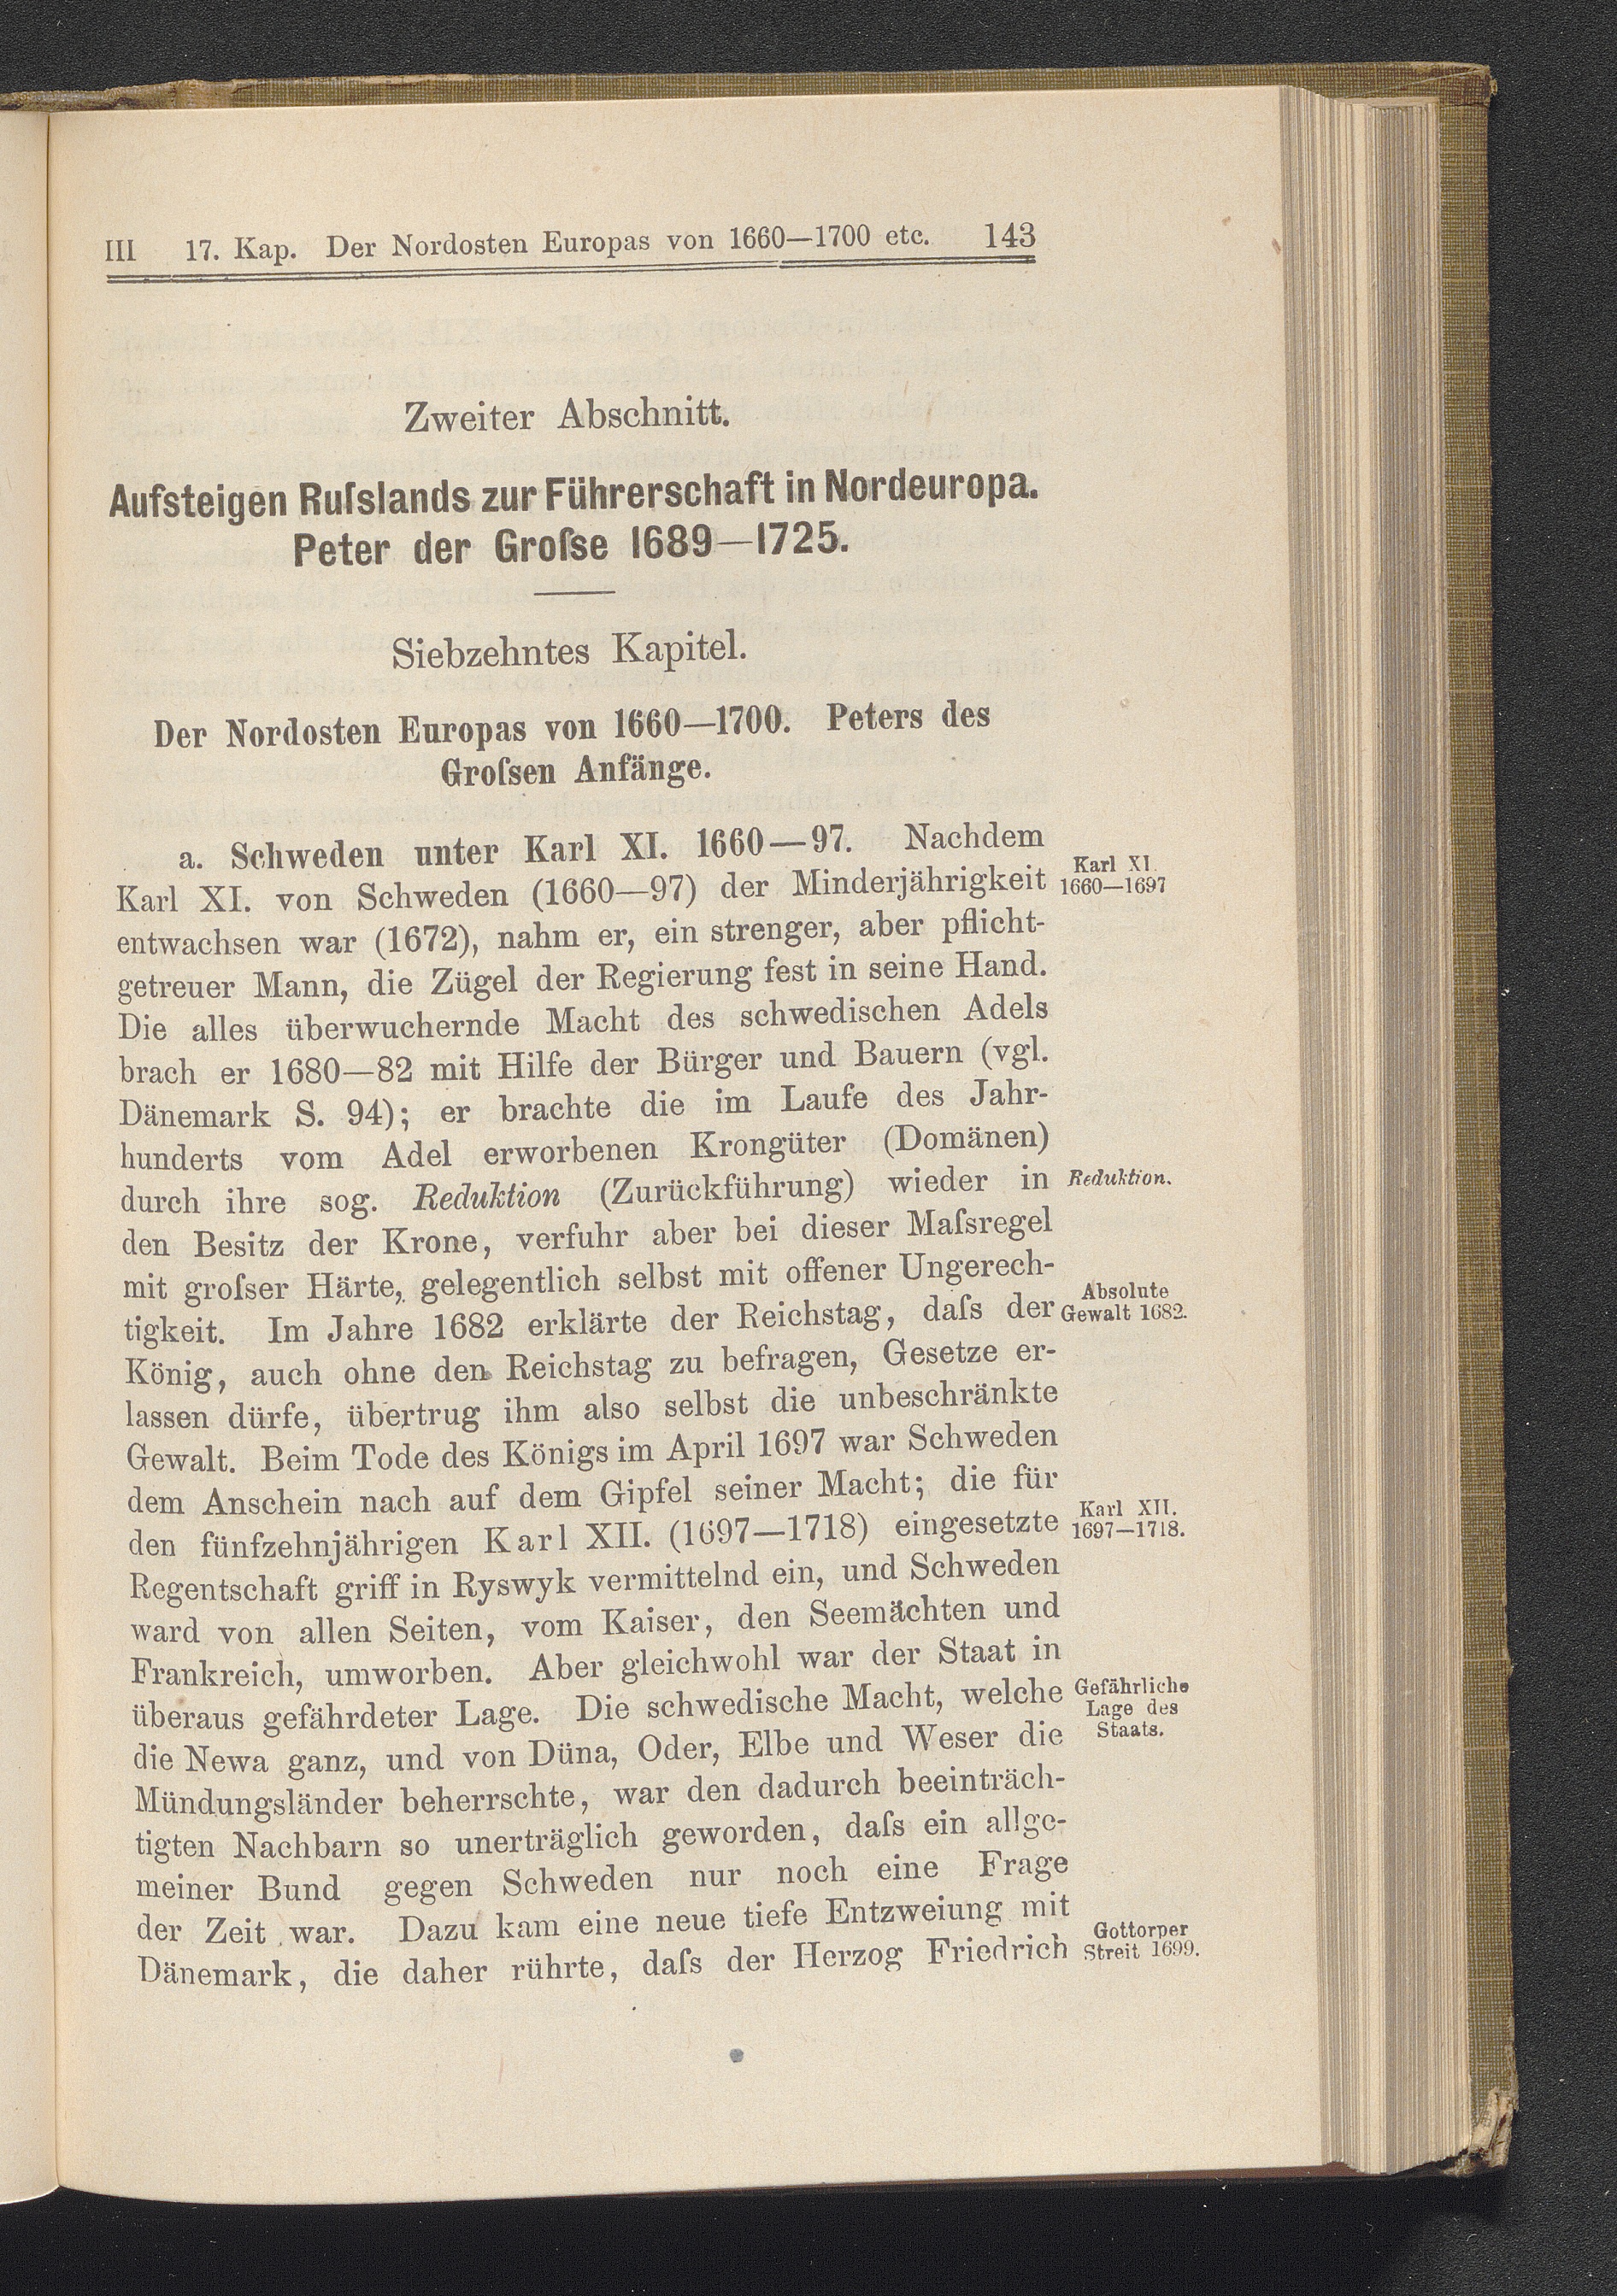 III 17. Kap. Der Nordosten Europas von 1660—1700 etc. 143
Zweiter Abschnitt.
Aufsteigen Ruſslands zur Führerschaft in Nordeuropa.
Peter der Groſse 1689—1725.
Siebzehntes Kapitel.
Der Nordosten Europas von 1660—1700. Peters des
Groſsen Anfänge.
a. Schweden unter Karl XI. 1660—97. Nachdem
Karl XI. von Schweden (1660—97) der Minderjährigkeit
Karl XI.
1660—1697
entwachsen war (1672), nahm er, ein strenger, aber pflicht-
getreuer Mann, die Zügel der Regierung fest in seine Hand.
Die alles überwuchernde Macht des schwedischen Adels
brach er 1680—82 mit Hilfe der Bürger und Bauern (vgl.
Dänemark S. 94); er brachte die im Laufe des Jahr-
hunderts vom Adel erworbenen Krongüter (Domänen)
durch ihre sog. Reduktion (Zurückführung) wieder in
Reduktion.
den Besitz der Krone, verfuhr aber bei dieser Maſsregel
mit groſser Härte, gelegentlich selbst mit offener Ungerech-
tigkeit. Im Jahre 1682 erklärte der Reichstag, daſs der
Absolute
Gewalt 1682.
König, auch ohne den Reichstag zu befragen, Gesetze er-
lassen dürfe, übertrug ihm also selbst die unbeschränkte
Gewalt. Beim Tode des Königs im April 1697 war Schweden
dem Anschein nach auf dem Gipfel seiner Macht; die für
den fünfzehnjährigen Karl XII. (1697—1718) eingesetzte
Karl XII.
1697—1718.
Regentschaft griff in Ryswyk vermittelnd ein, und Schweden
ward von allen Seiten, vom Kaiser, den Seemächten und
Frankreich, umworben. Aber gleichwohl war der Staat in
überaus gefährdeter Lage. Die schwedische Macht, welche
Gefährliche
Lage des
Staats.
die Newa ganz, und von Düna, Oder, Elbe und Weser die
Mündungsländer beherrschte, war den dadurch beeinträch-
tigten Nachbarn so unerträglich geworden, daſs ein allge-
meiner Bund gegen Schweden nur noch eine Frage
der Zeit war. Dazu kam eine neue tiefe Entzweiung mit
Dänemark, die daher rührte, daſs der Herzog Friedrich
Gottorper
Streit 1699.